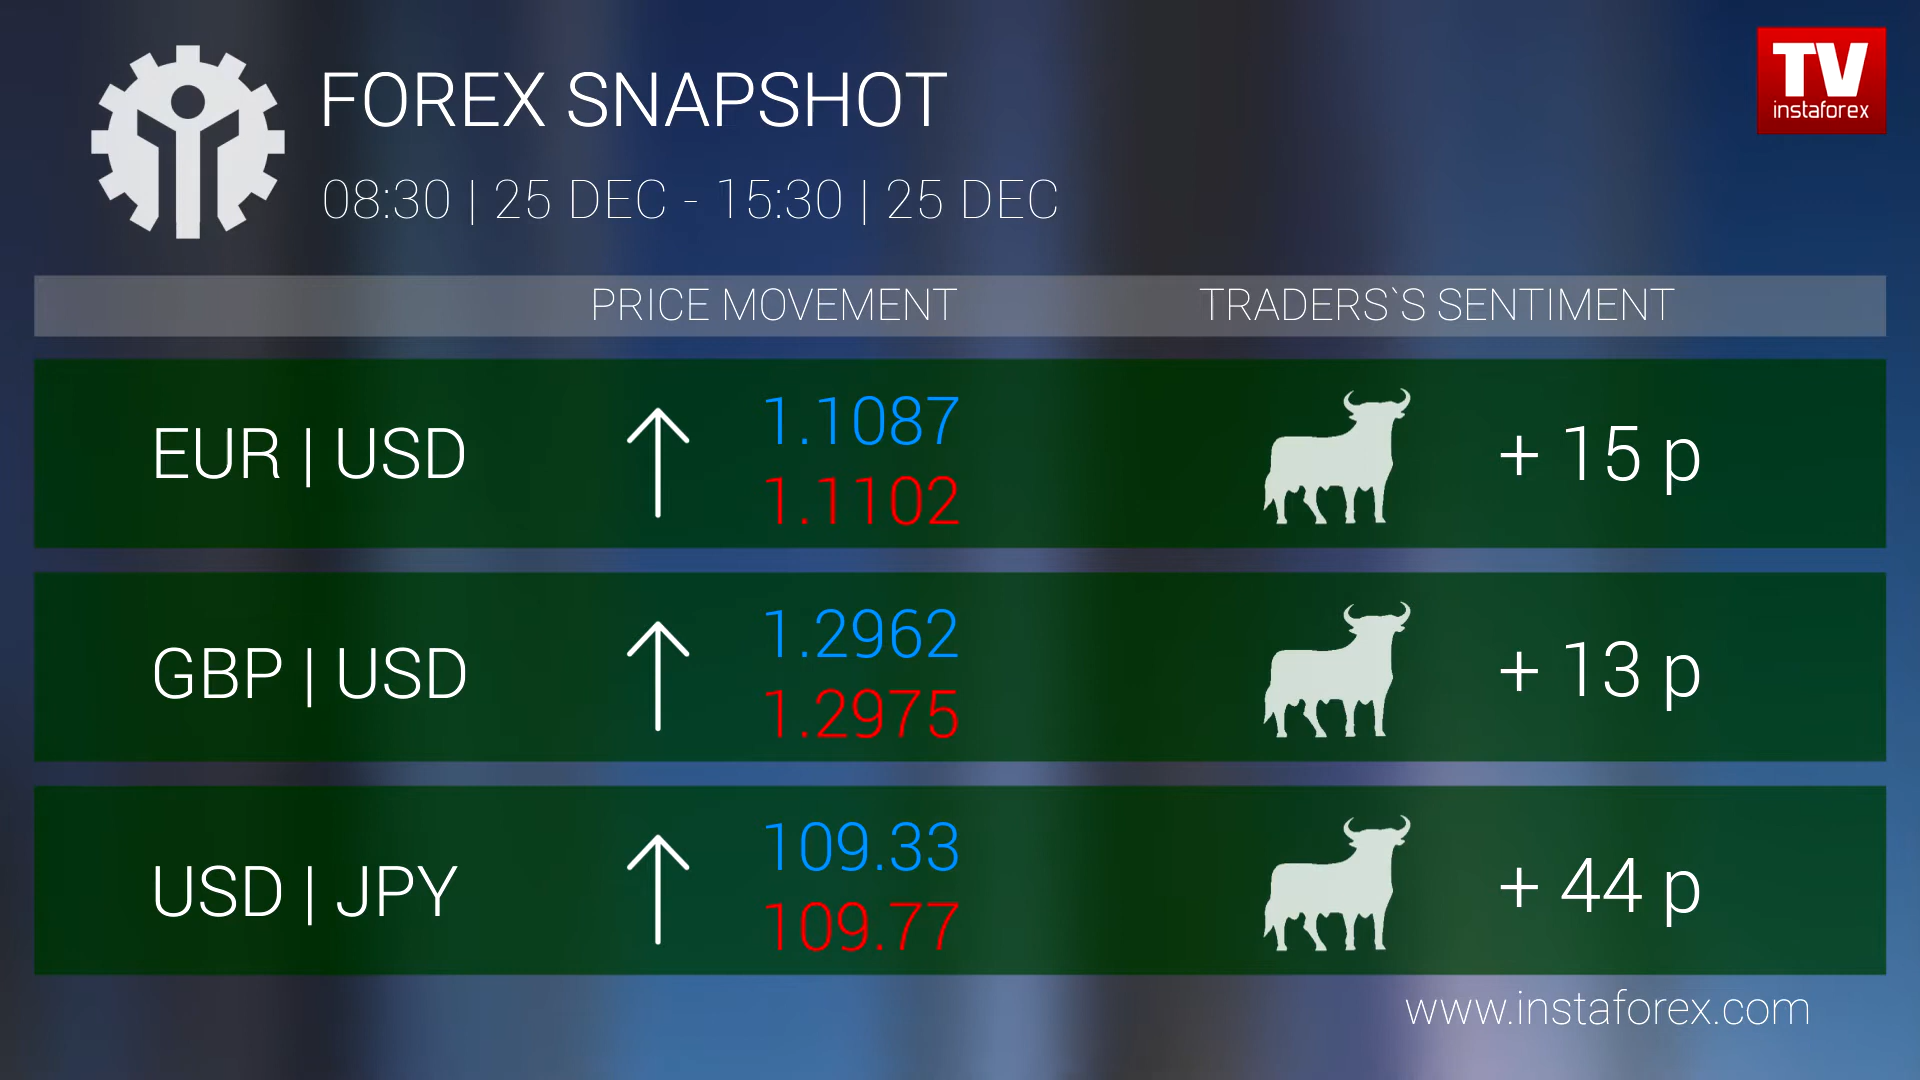 FOREX SNAPSHOT
TV
instaforex
08:30 | 25 DEC - 15:30 | 25 DEC
PRICE MOVEMENT TRADERS`S SENTIMENT
EUR | USD 1.1087 + 15 p
1.1102
GBP | USD 1.2962 + 13 p
1.2975
USD | JPY 109.33 + 44 p
109.77
www.instaforex.com